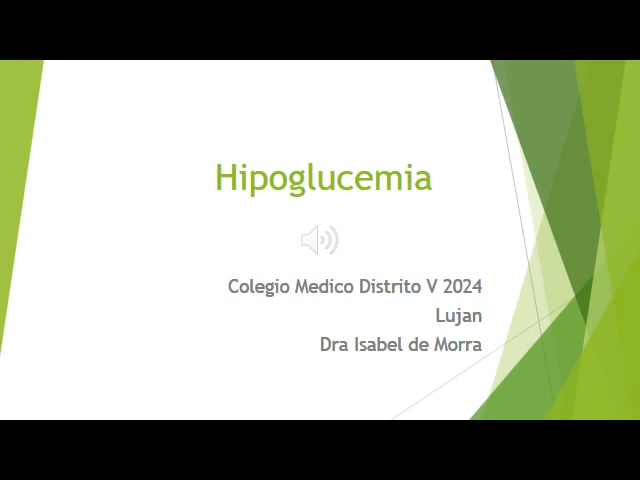 Hipoglucemia
Colegio Medico Distrito V 2024
Lujan
Dra Isabel de Morra